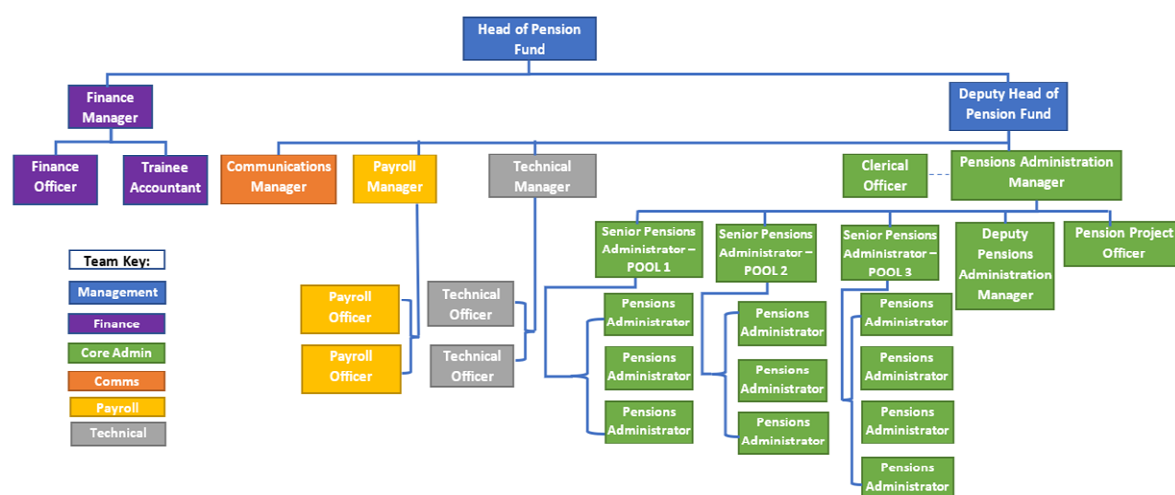 Head of Pension
Fund
Finance
Manager
Deputy Head of
Pension Fund
Finance
Officer
Trainee
Accountant
Communications
Manager
Payroll
Manager
Technical
Manager
Clerical
Officer
Pensions Administration
Manager
Senior Pensions
Administrator –
POOL 1
Senior Pensions
Administrator –
POOL 2
Senior Pensions
Administrator –
POOL 3
Deputy
Pensions
Administration
Manager
Pension Project
Officer
Team Key:
Management
Finance
Core Admin
Comms
Payroll
Technical
Payroll
Officer
Payroll
Officer
Technical
Officer
Technical
Officer
Pensions
Administrator
Pensions
Administrator
Pensions
Administrator
Pensions
Administrator
Pensions
Administrator
Pensions
Administrator
Pensions
Administrator
Pensions
Administrator
Pensions
Administrator
Pensions
Administrator